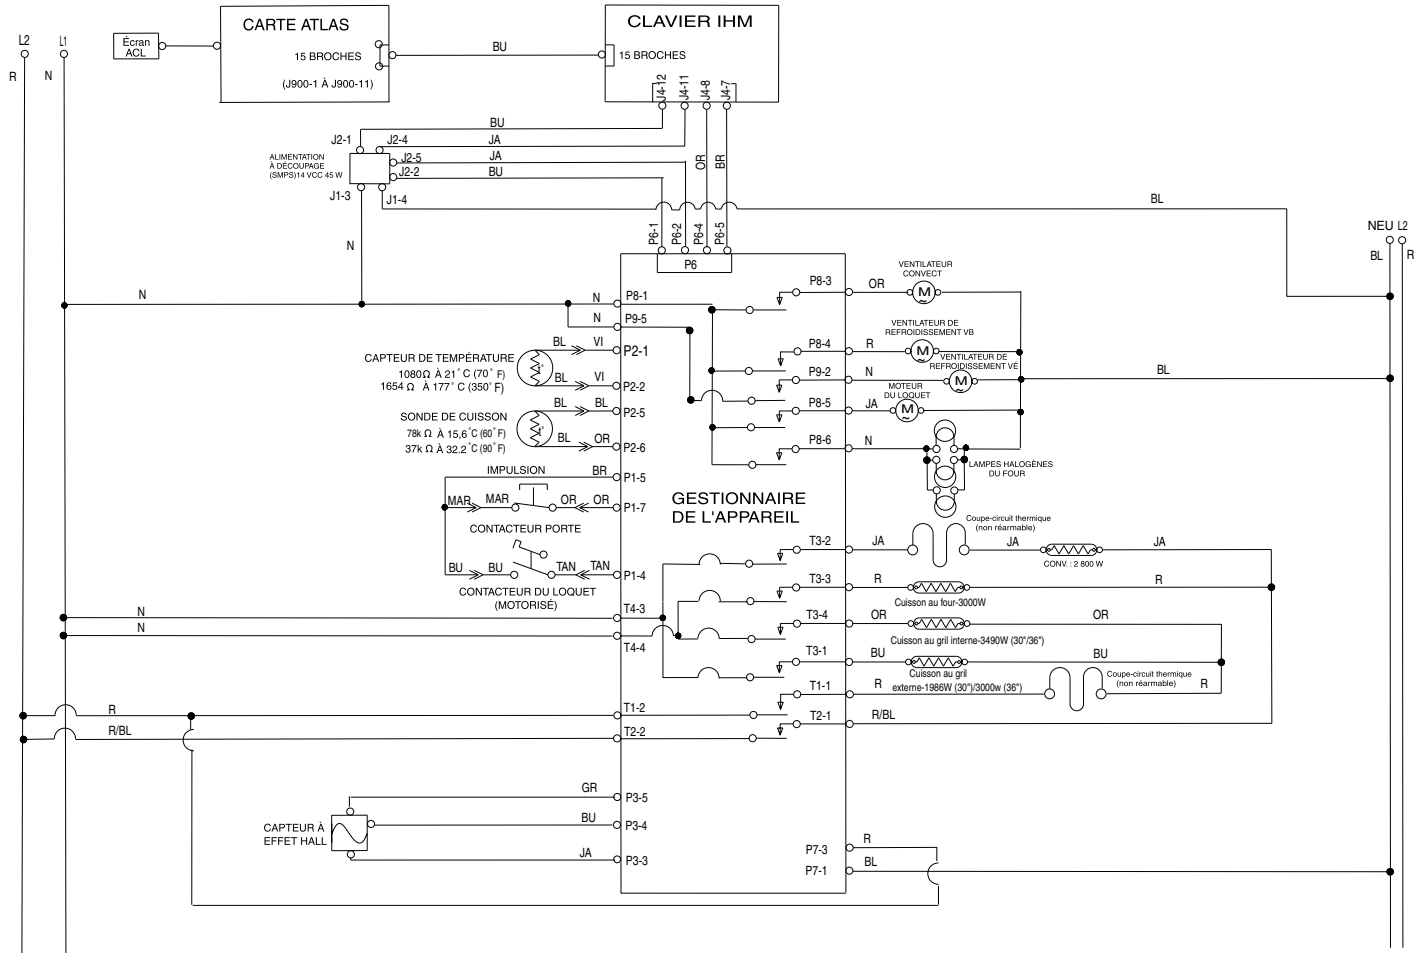 L2
L1
R
N
Écran
ACL
CARTE ATLAS
15 BROCHES
(J900-1 À J900-11)
BU
CLAVIER IHM
15 BROCHES
J4-12
J4-11
J4-8
J4-7
BU
J2-1
J2-4
JA
ALIMENTATION
À DÉCOUPAGE
(SMPS)14 VCC 45 W
J2-5
JA
J2-2
BU
OR
BR
J1-3
J1-4
BL
N
P6-1
P6-2
P6-4
P6-5
P6
NEU
L2
BL
R
N
N
P8-1
N
P9-5
P8-3
OR
VENTILATEUR
CONVECT
BL
VI
P2-1
CAPTEUR DE TEMPÉRATURE
1080Ω À 21°C (70°F)
1654 Ω À 177°C (350°F)
BL
VI
P2-2
P8-4
R
VENTILATEUR DE
REFROIDISSEMENT VB
P9-2
N
VENTILATEUR DE
REFROIDISSEMENT VÉ
BL
P8-5
JA
MOTEUR
DU LOQUET
M
M
M
M
BL
BL
P2-5
SONDE DE CUISSON
78k Ω À 15,6°C (60°F)
37k Ω À 32.2°C (90°F)
BL
OR
P2-6
P8-6
N
LAMPES HALOGÈNES
DU FOUR
IMPULSION
BR
P1-5
MAR
MAR
OR
OR
P1-7
CONTACTEUR PORTE
GESTIONNAIRE
DE L'APPAREIL
BU
BU
TAN
TAN
P1-4
CONTACTEUR DU LOQUET
(MOTORISÉ)
Coupe-circuit thermique
(non réarmable)
T3-2
JA
JA
JA
CONV. : 2 800 W
T3-3
R
R
Cuisson au four-3000W
N
T4-3
N
T4-4
T3-4
OR
OR
Cuisson au gril interne-3490W (30"/36")
T3-1
BU
BU
Cuisson au gril
externe-1986W (30")/3000w (36")
T1-1
R
Coupe-circuit thermique
(non réarmable)
R
R
T1-2
T2-1
R/BL
R/BL
T2-2
GR
P3-5
CAPTEUR À
EFFET HALL
BU
P3-4
JA
P3-3
P7-3
R
P7-1
BL